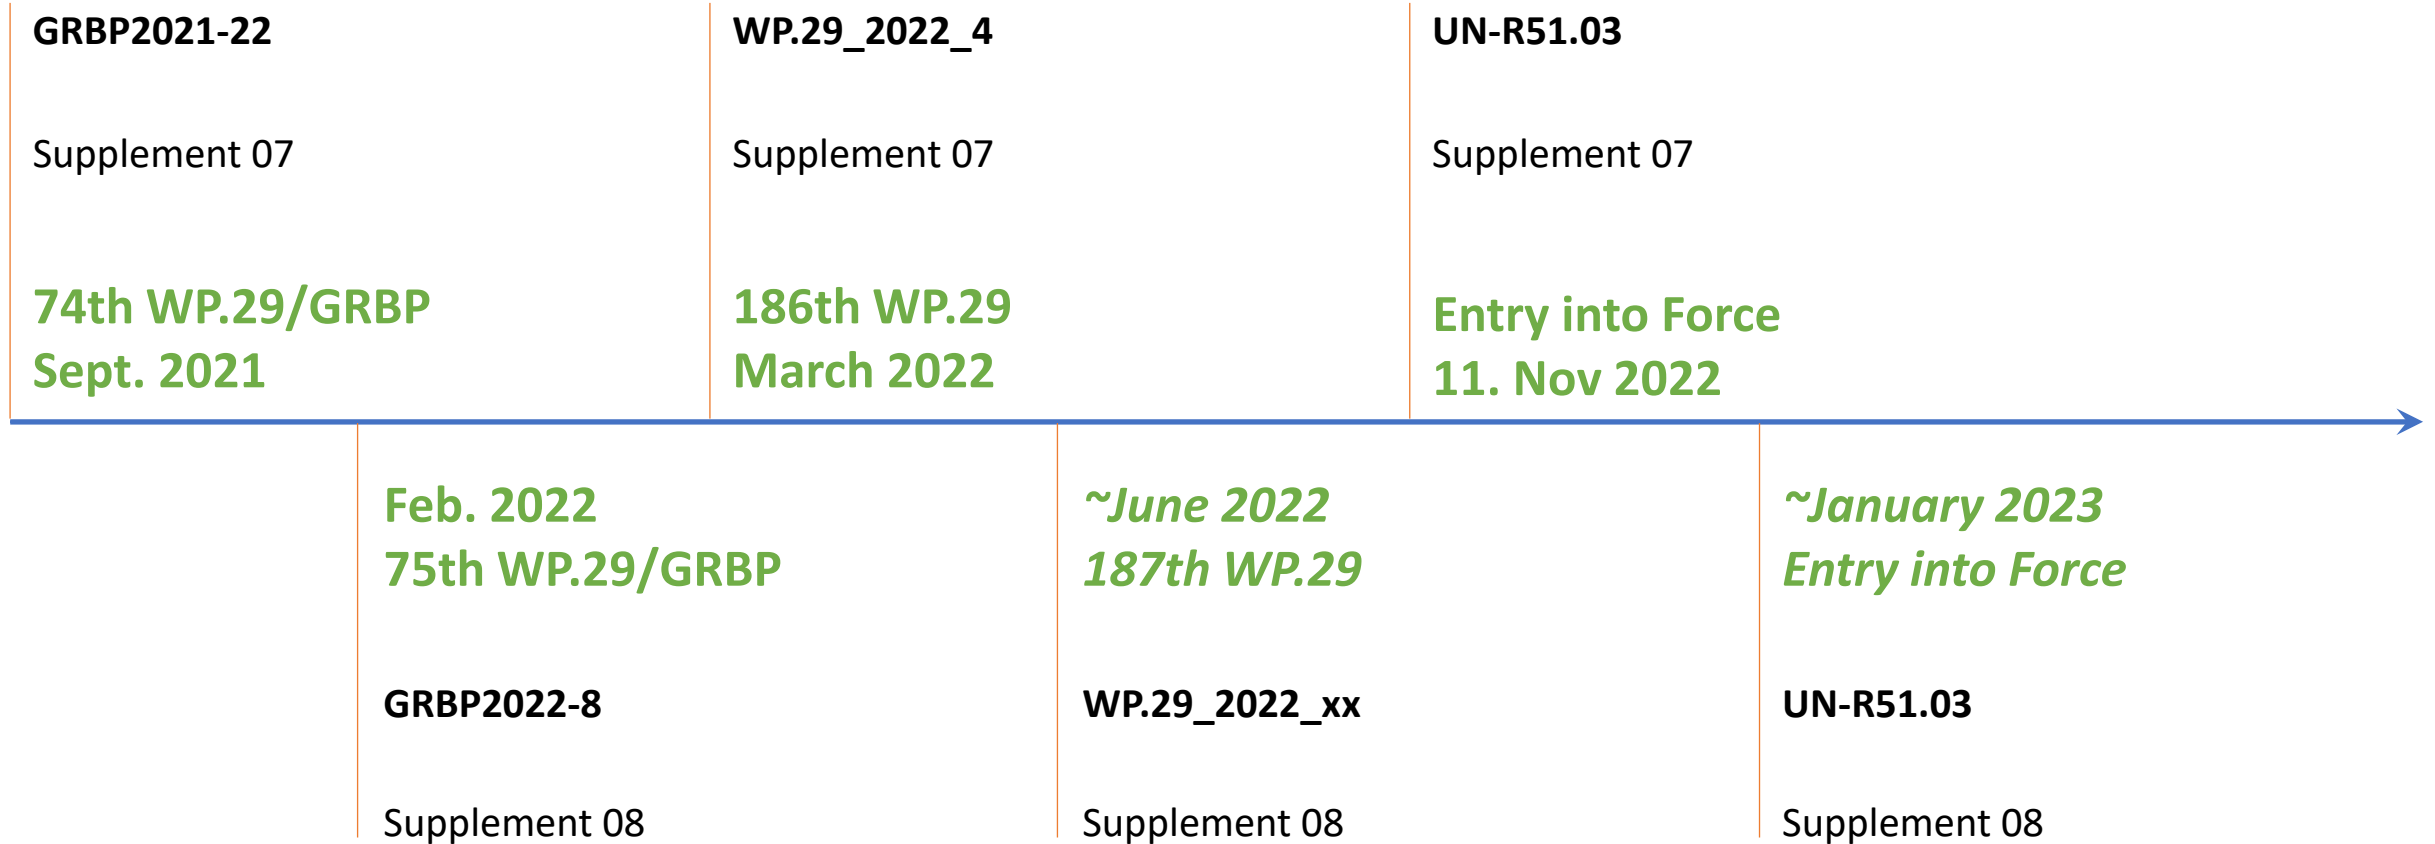 GRBP2021-22
Supplement 07
74th WP.29/GRBP
Sept. 2021
WP.29_2022_4
Supplement 07
186th WP.29
March 2022
UN-R51.03
Supplement 07
Entry into Force
11. Nov 2022
Feb. 2022
75th WP.29/GRBP
GRBP2022-8
Supplement 08
~June 2022
187th WP.29
WP.29_2022_xx
Supplement 08
~January 2023
Entry into Force
UN-R51.03
Supplement 08